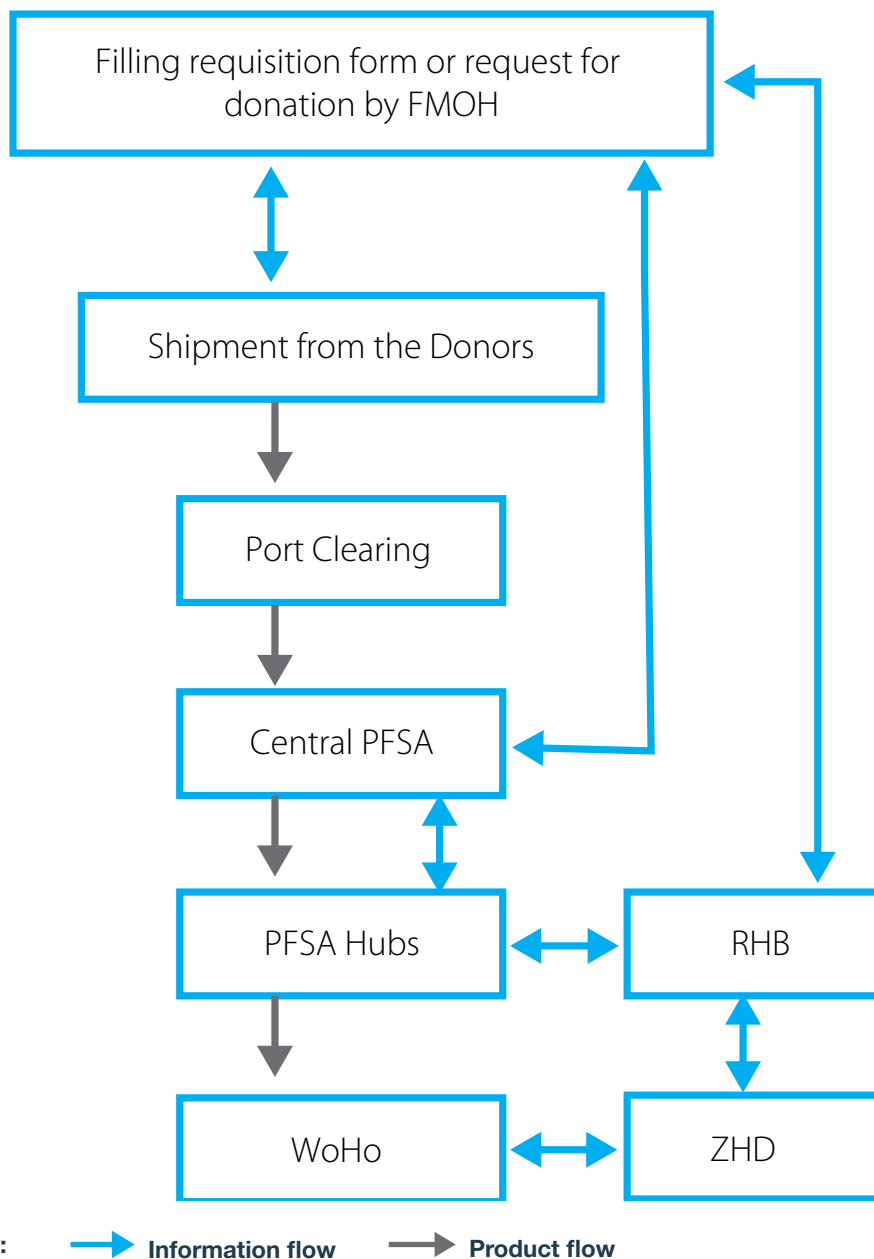 Filling requisition form or request for
donation by FMOH
Shipment from the Donors
Port Clearing
Central PFSA
PFSA Hubs
RHB
WoHo
ZHD
: Information flow Product flow